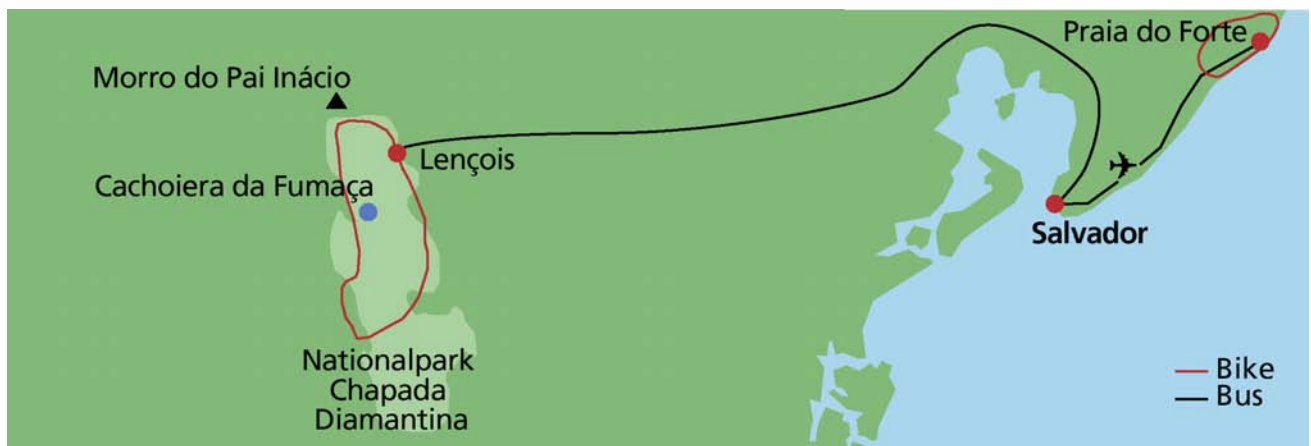 Praia do Forte
Morro do Pai Inácio
Lençois
Cachoiera da Fumaça
Salvador
Nationalpark
Chapada
Diamantina
Bike
Bus